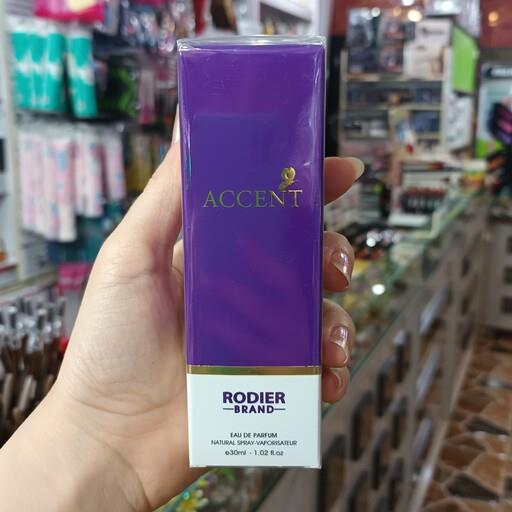 ACCENT
RODIER
BRAND
EAU DE PARFUM
NATURAL SPRAY-VAPORISATEUR
e30ml - 1.02 fl.oz